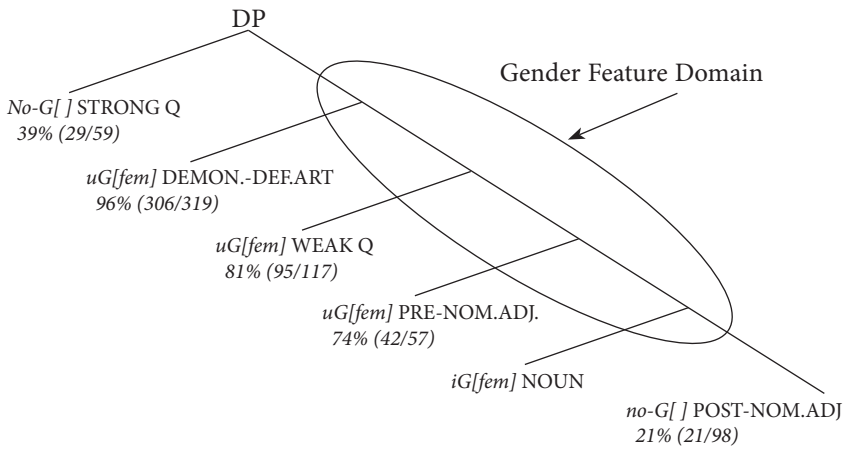 DP
Gender Feature Domain
No-G[ ] STRONG Q
39% (29/59)
uG[fem] DEMON.-DEF.ART
96% (306/319)
uG[fem] WEAK Q
81% (95/117)
uG[fem] PRE-NOM.ADJ.
74% (42/57)
iG[fem] NOUN
no-G[ ] POST-NOM.ADJ
21% (21/98)